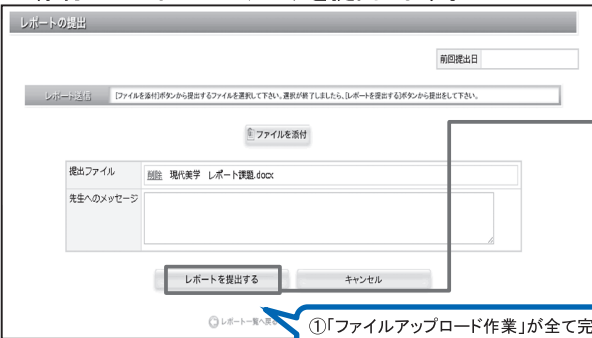 レポートの提出
前回提出日
レポート送信 [ファイルを添付]ボタンから提出するファイルを選択して下さい。選択が終了しましたら、[レポートを提出する]ボタンから提出をして下さい。
ファイルを添付
提出ファイル 削除 現代美学 レポート課題.docx
先生へのメッセージ
レポートを提出する キャンセル
レポート一覧へ戻る
①「ファイルアップロード作業」が全て完